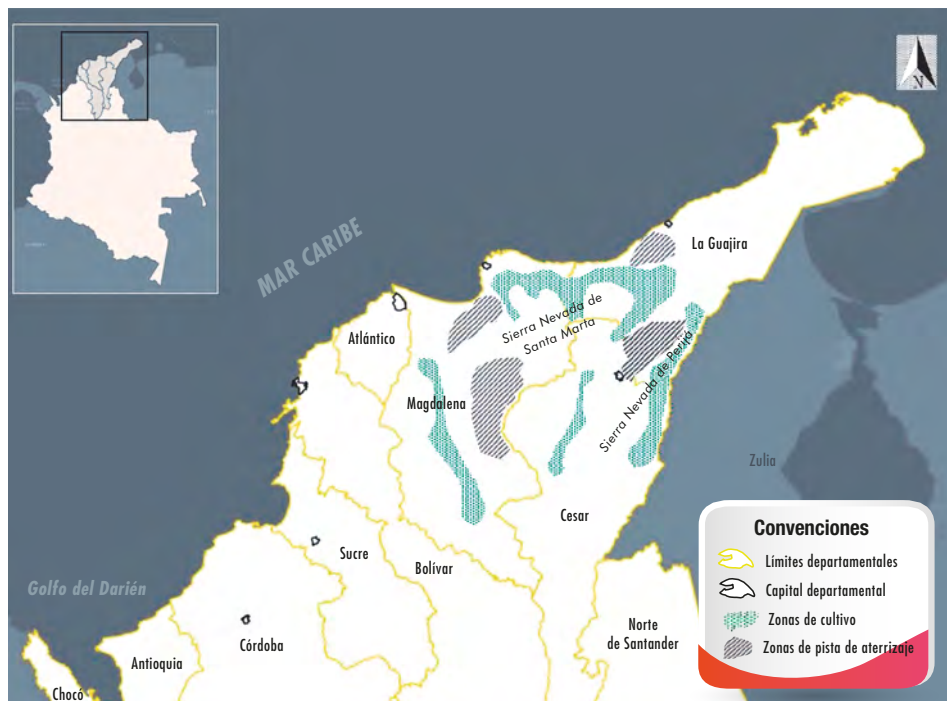 N
La Guajira
MAR CARIBE
Sierra Nevada de
Santa Marta
Atlántico
Sierra Nevada de Perijá
Magdalena
Zulia
Cesar
Sucre
Bolívar
Golfo del Darién
Norte
de Santander
Córdoba
Antioquia
Chocó
Convenciones
Límites departamentales
Capital departamental
Zonas de cultivo
Zonas de pista de aterrizaje